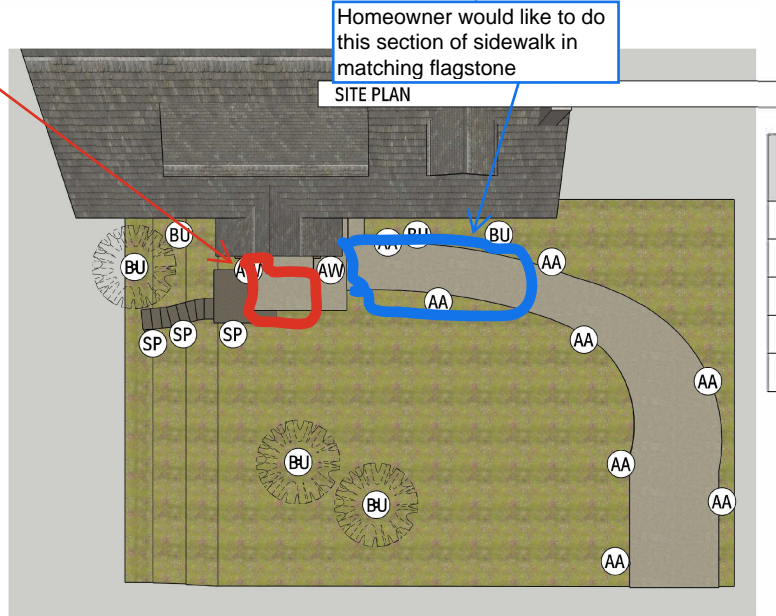 Homeowner would like to do
this section of sidewalk in
matching flagstone
SITE PLAN
BU
AA
BU
BU
BU
AW
AW
AA
AA
SP
SP
SP
AA
AA
AA
BU
BU
AA
AA